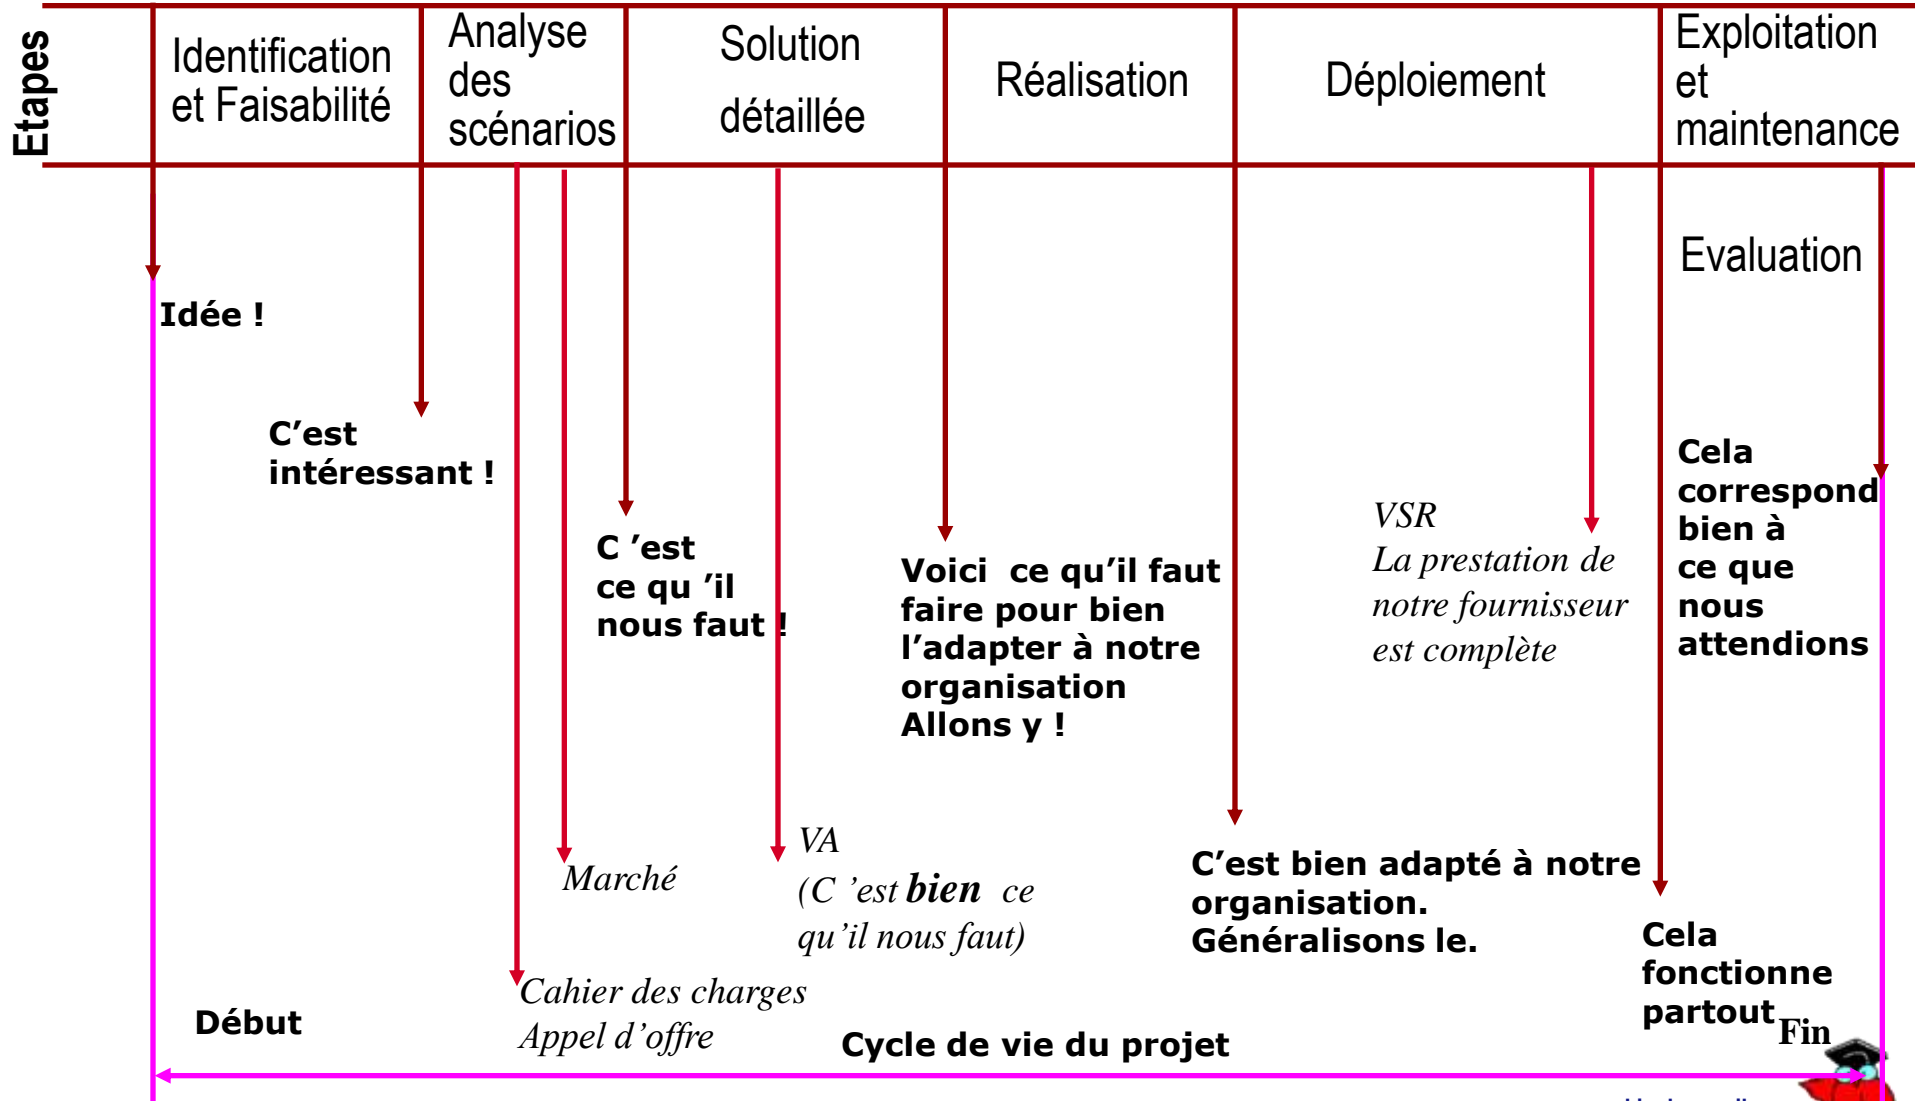 Etapes
Identification
et Faisabilité
Analyse
des
scénarios
Solution
détaillée
Réalisation
Déploiement
Exploitation
et
maintenance
Evaluation
Idée !
C’est
intéressant !
C ’est
ce qu ’il
nous faut !
Voici ce qu’il faut
faire pour bien
l’adapter à notre
organisation
Allons y !
VSR
La prestation de
notre fournisseur
est complète
Cela
correspond
bien à
ce que
nous
attendions
Marché
VA
(C ’est bien ce
qu’il nous faut)
C’est bien adapté à notre
organisation.
Généralisons le.
Cela
fonctionne
partout
Cahier des charges
Appel d’offre
Début
Cycle de vie du projet
Fin